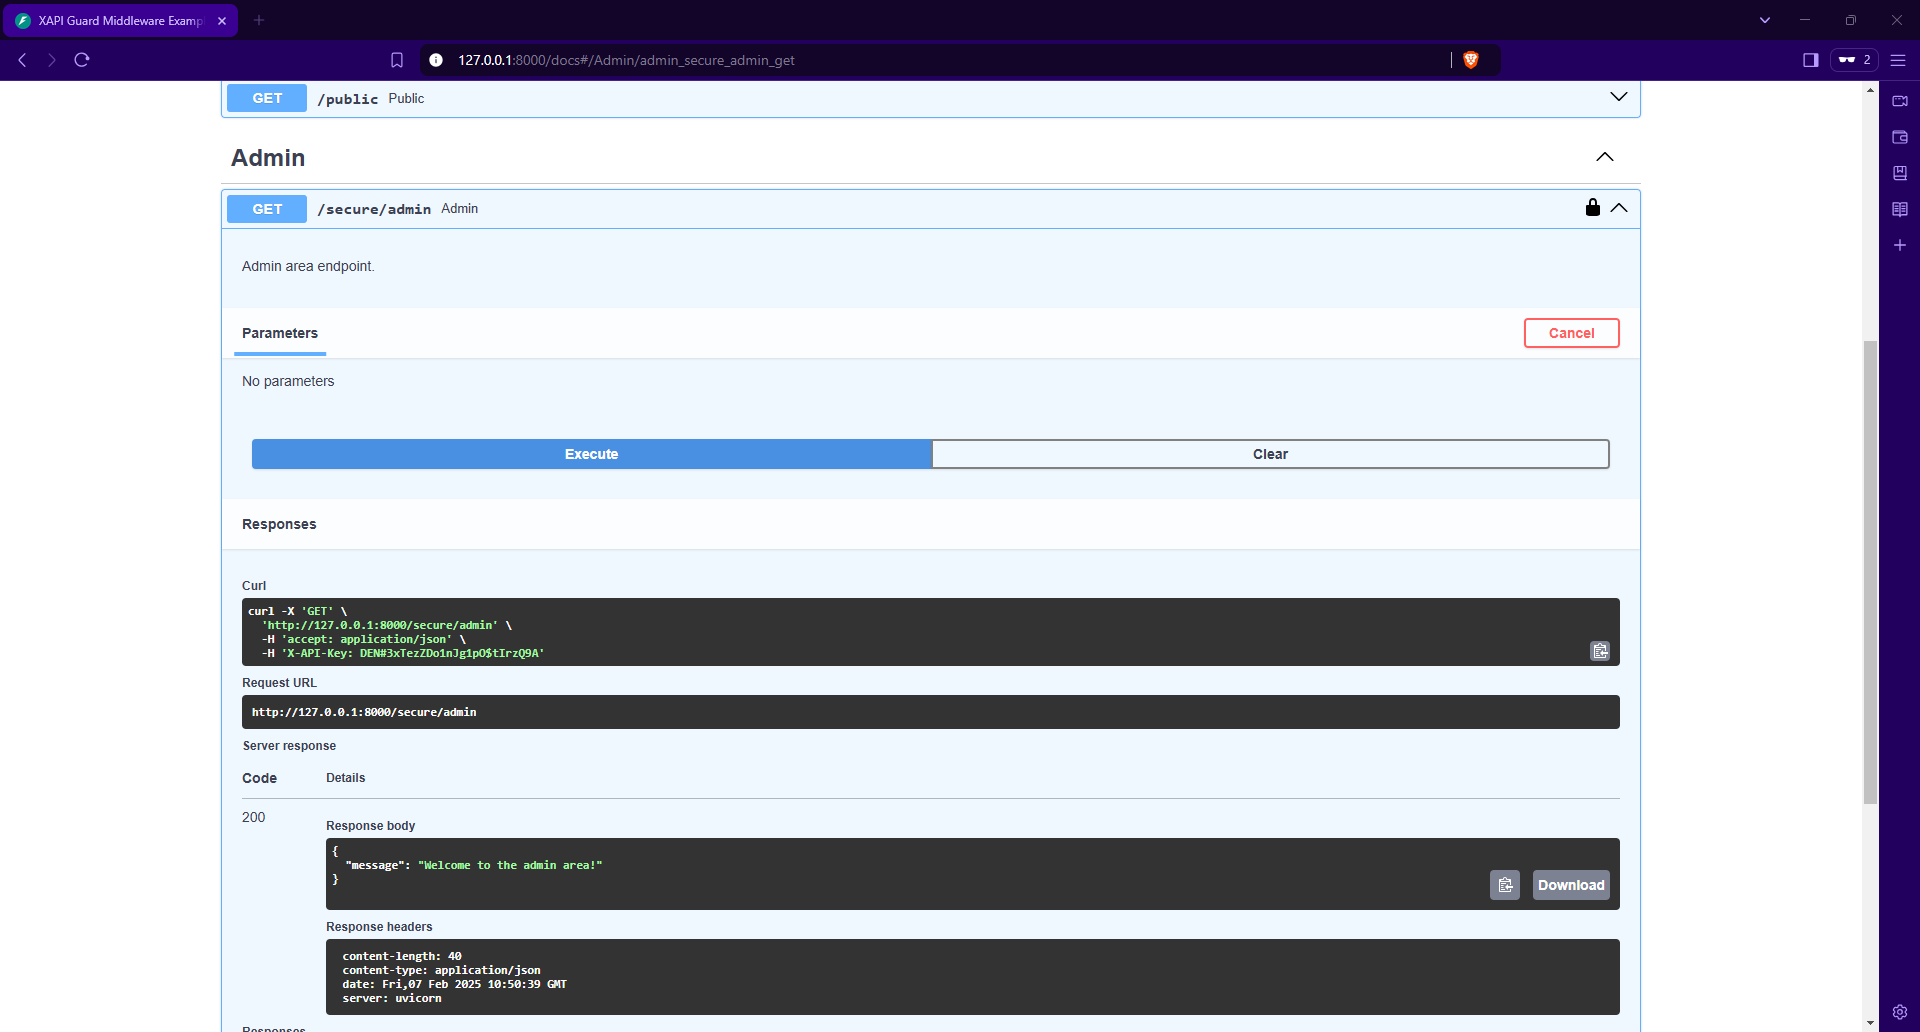 XAPI Guard Middleware Examp
127.0.0.1:8000/docs#/Admin/admin_secure_admin_get
2
GET /public Public
Admin
GET /secure/admin Admin
Admin area endpoint.
Parameters
Cancel
No parameters
Execute
Clear
Responses
Curl
curl -X 'GET' \
'http://127.0.0.1:8000/secure/admin' \
-H 'accept: application/json' \
-H 'X-API-Key: DEN#3xTezZDo1nJg1pO$tIrzQ9A'
Request URL
http://127.0.0.1:8000/secure/admin
Server response
Code Details
200
Response body
{
"message": "Welcome to the admin area!"
}
Download
Response headers
content-length: 40
content-type: application/json
date: Fri,07 Feb 2025 10:50:39 GMT
server: uvicorn
Responses